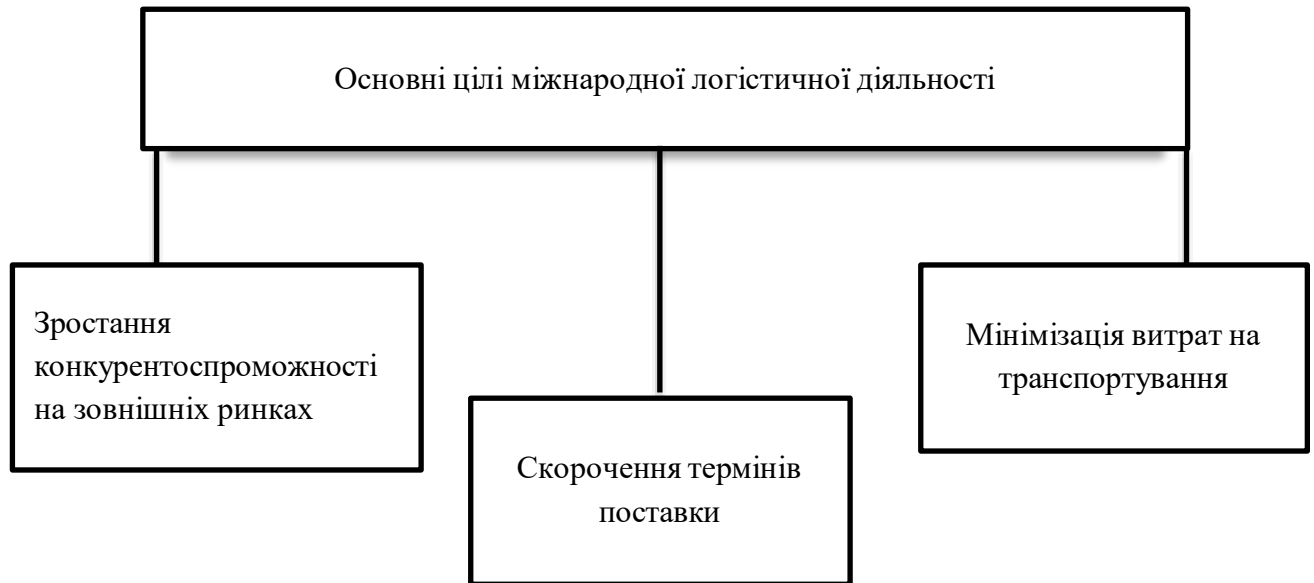 Основні цілі міжнародної логістичної діяльності
Зростання
конкурентоспроможності
на зовнішніх ринках
Скорочення термінів
поставки
Мінімізація витрат на
транспортування